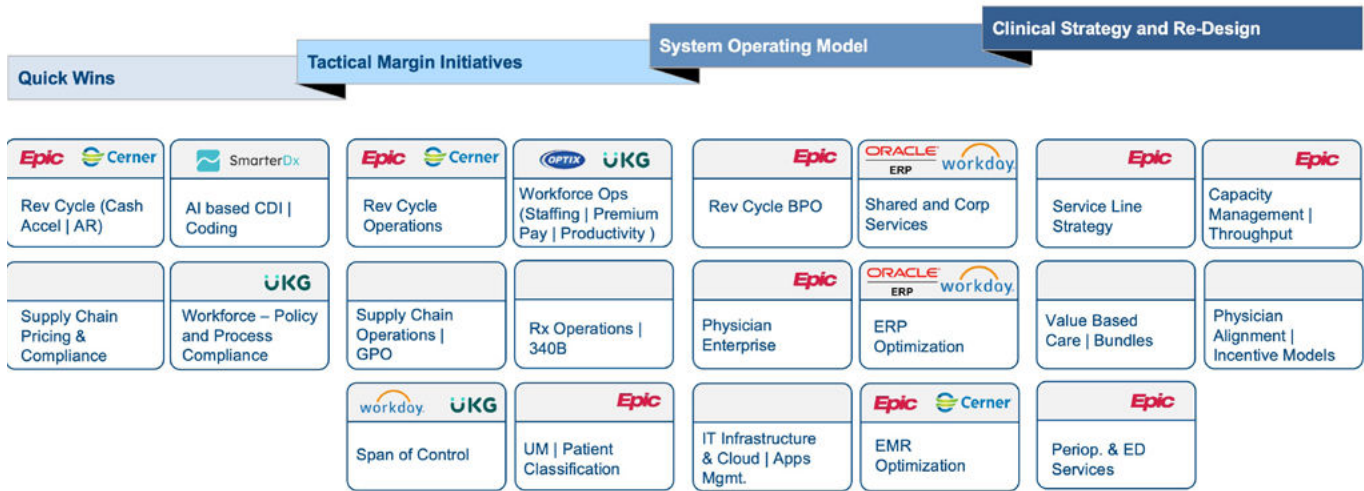 Quick Wins
Tactical Margin Initiatives
System Operating Model
Clinical Strategy and Re-Design
Epic Cerner
Rev Cycle (Cash
Accel | AR)
SmarterDx
AI based CDI |
Coding
Epic Cerner
Rev Cycle
Operations
OPTIX UKG
Workforce Ops
(Staffing | Premium
Pay | Productivity )
Epic
Rev Cycle BPO
ORACLE
ERP
workday.
Shared and Corp
Services
Epic
Service Line
Strategy
Epic
Capacity
Management |
Throughput
Supply Chain
Pricing &
Compliance
UKG
Workforce – Policy
and Process
Compliance
Supply Chain
Operations |
GPO
Rx Operations |
340B
Epic
Physician
Enterprise
ORACLE
ERP
workday.
ERP
Optimization
Value Based
Care | Bundles
Physician
Alignment |
Incentive Models
workday. UKG
Span of Control
Epic
UM | Patient
Classification
IT Infrastructure
& Cloud | Apps
Mgmt.
Epic Cerner
EMR
Optimization
Epic
Periop. & ED
Services